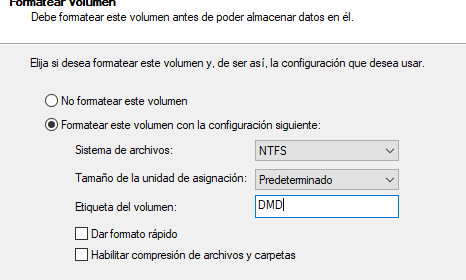 Formatear Volumen
Debe formatear este volumen antes de poder almacenar datos en él.
Elija si desea formatear este volumen y, de ser así, la configuración que desea usar.
No formatear este volumen
Formatear este volumen con la configuración siguiente:
Sistema de archivos: NTFS
Tamaño de la unidad de asignación: Predeterminado
Etiqueta del volumen: DMD
Dar formato rápido
Habilitar compresión de archivos y carpetas